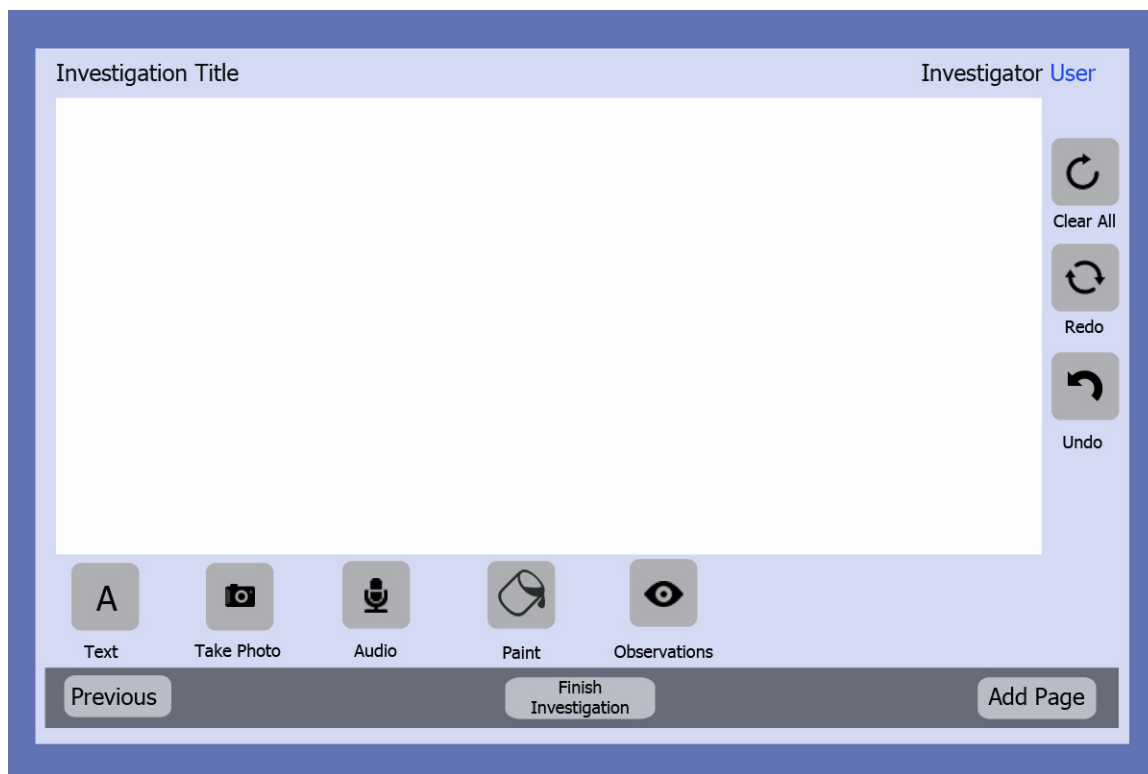 Investigation Title
Investigator User
Clear All
Redo
Undo
A
Text
Take Photo
Audio
Paint
Observations
Previous
Finish
Investigation
Add Page